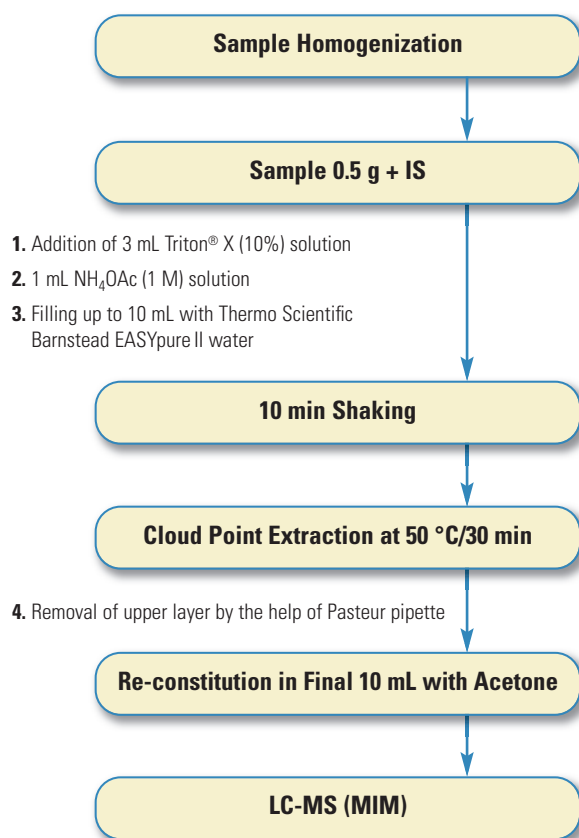 Sample Homogenization
Sample 0.5 g + IS
1. Addition of 3 mL Triton® X (10%) solution
2. 1 mL NH₄OAc (1 M) solution
3. Filling up to 10 mL with Thermo Scientific
Barnstead EASYpure II water
10 min Shaking
Cloud Point Extraction at 50 °C/30 min
4. Removal of upper layer by the help of Pasteur pipette
Re-constitution in Final 10 mL with Acetone
LC-MS (MIM)